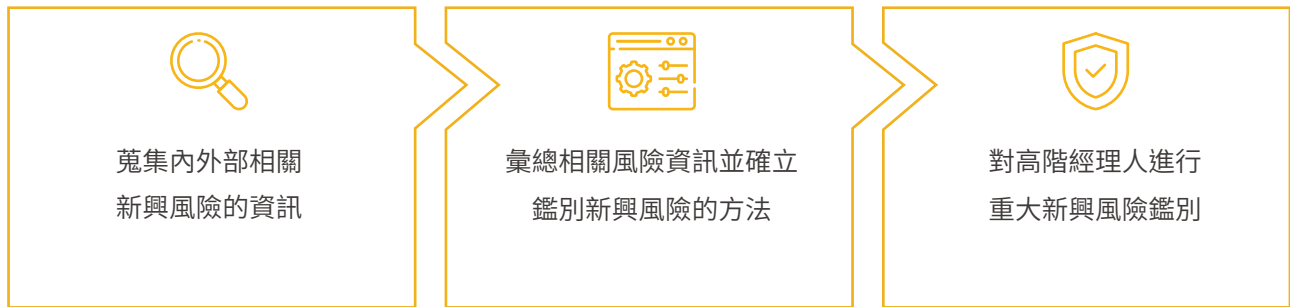 蒐集內外部相關
新興風險的資訊
彙總相關風險資訊並確立
鑑別新興風險的方法
對高階經理人進行
重大新興風險鑑別